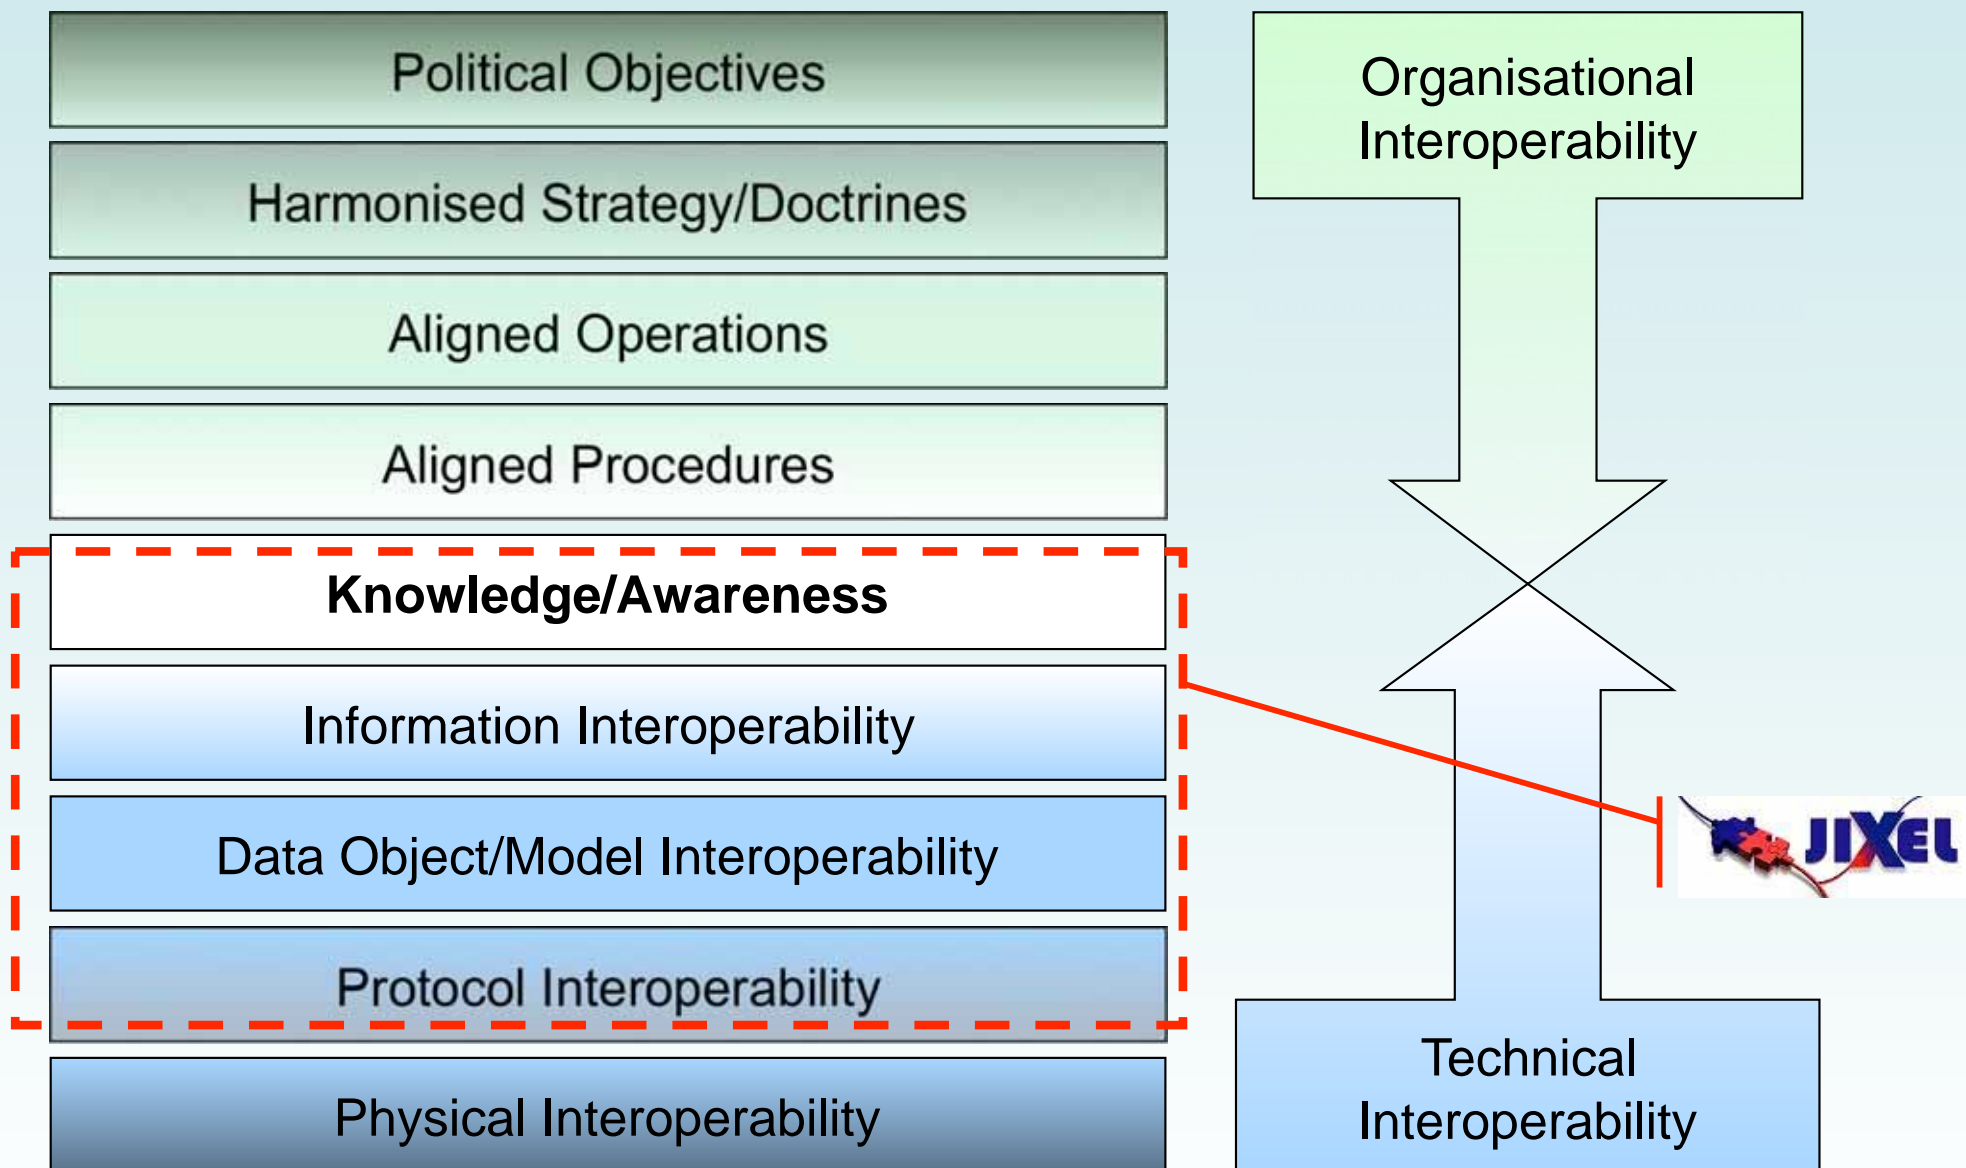 Political Objectives
Harmonised Strategy/Doctrines
Aligned Operations
Aligned Procedures
Knowledge/Awareness
Information Interoperability
Data Object/Model Interoperability
Protocol Interoperability
Physical Interoperability
Organisational
Interoperability
JIXEL
Technical
Interoperability